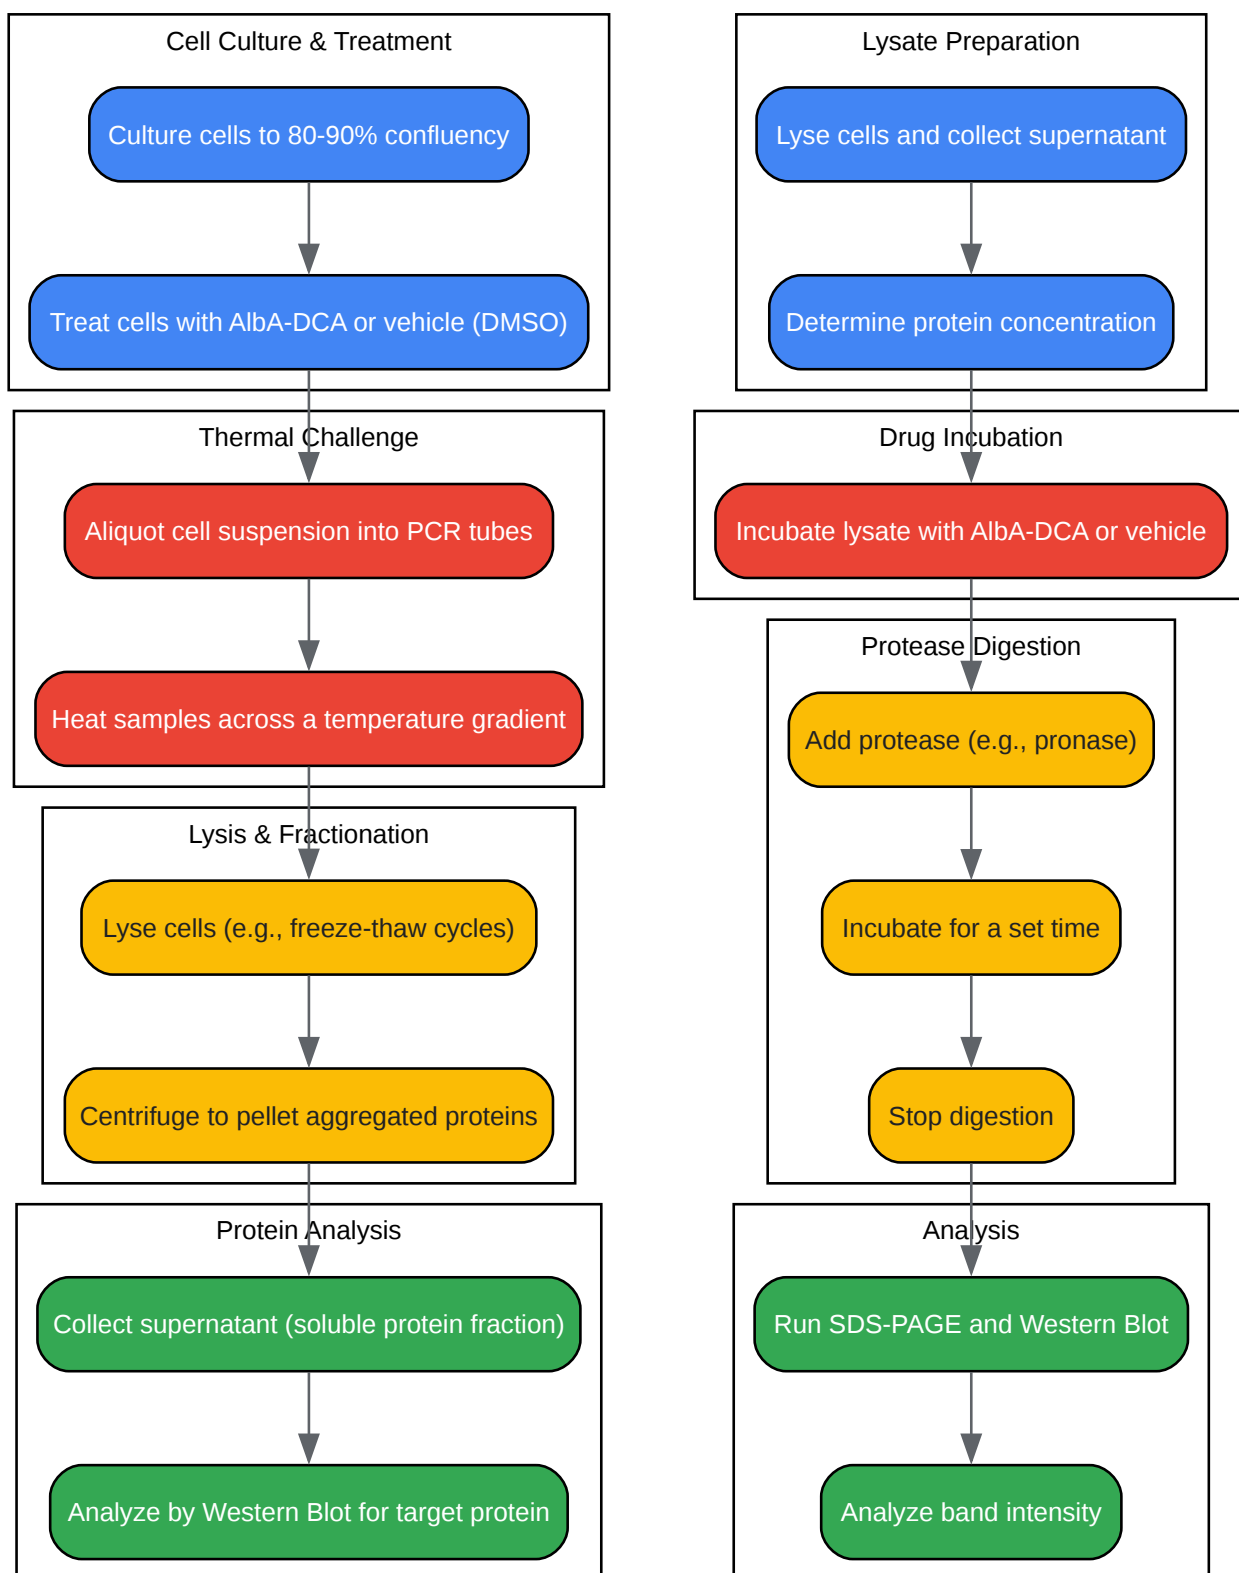 Cell Culture & Treatment
Culture cells to 80-90% confluency
Treat cells with AlbA-DCA or vehicle (DMSO)
Thermal Challenge
Aliquot cell suspension into PCR tubes
Heat samples across a temperature gradient
Lysis & Fractionation
Lyse cells (e.g., freeze-thaw cycles)
Centrifuge to pellet aggregated proteins
Protein Analysis
Collect supernatant (soluble protein fraction)
Analyze by Western Blot for target protein
Lysate Preparation
Lyse cells and collect supernatant
Determine protein concentration
Drug Incubation
Incubate lysate with AlbA-DCA or vehicle
Protease Digestion
Add protease (e.g., pronase)
Incubate for a set time
Stop digestion
Analysis
Run SDS-PAGE and Western Blot
Analyze band intensity